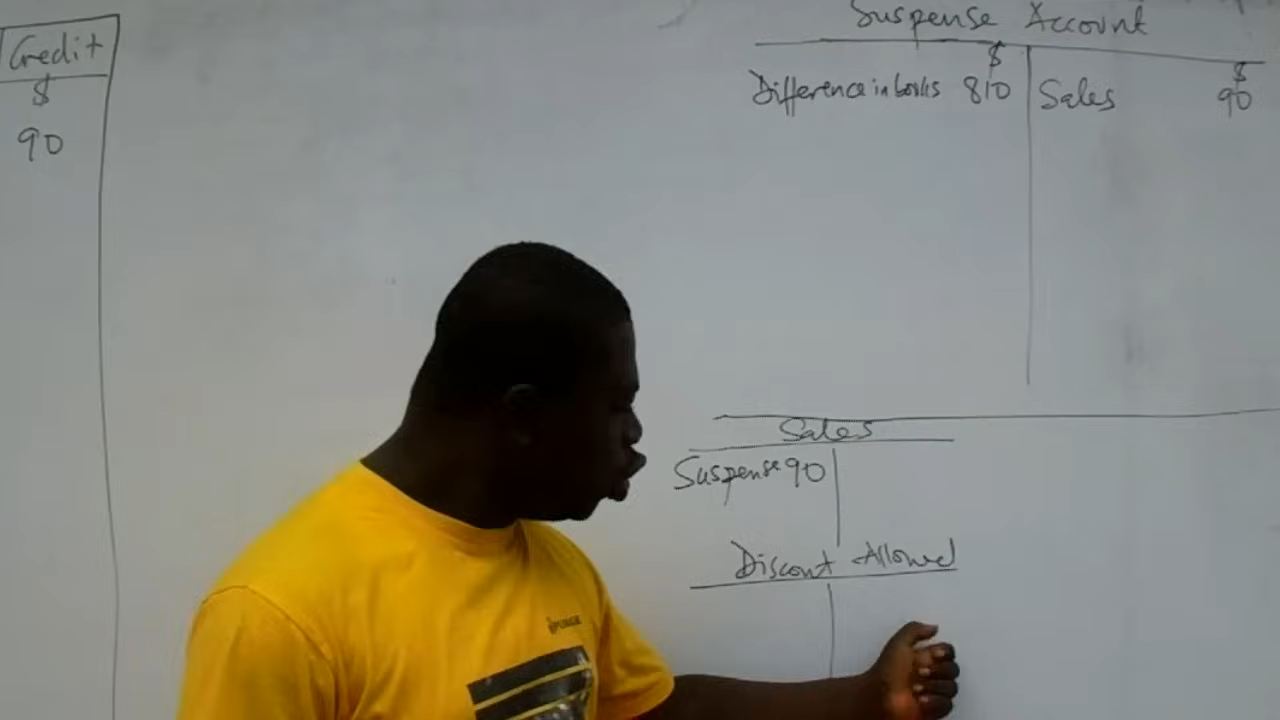 Credit
$
90
Suspense Account
$ $
Difference in books 810 Sales 90
Sales
Suspense 90
Discount Allowed